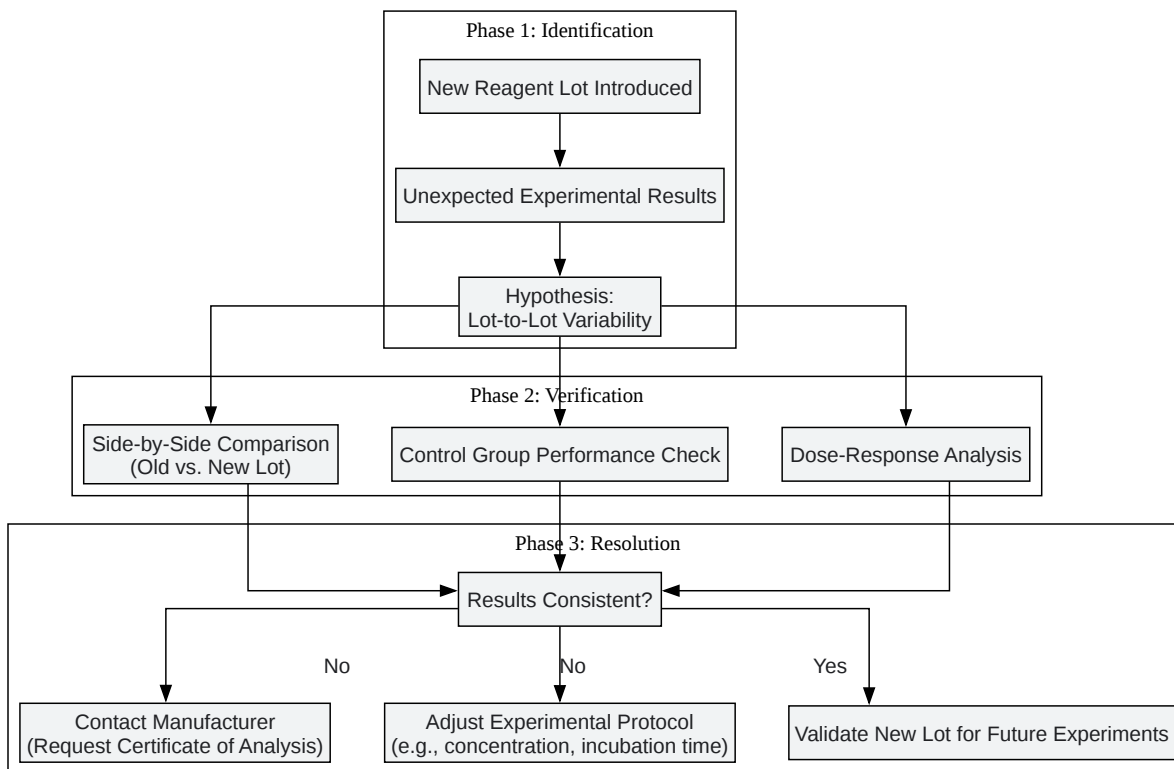 Phase 1: Identification
New Reagent Lot Introduced
Unexpected Experimental Results
Hypothesis:
Lot-to-Lot Variability
Phase 2: Verification
Side-by-Side Comparison
(Old vs. New Lot)
Control Group Performance Check
Dose-Response Analysis
Phase 3: Resolution
Results Consistent?
No
No
Yes
Contact Manufacturer
(Request Certificate of Analysis)
Adjust Experimental Protocol
(e.g., concentration, incubation time)
Validate New Lot for Future Experiments